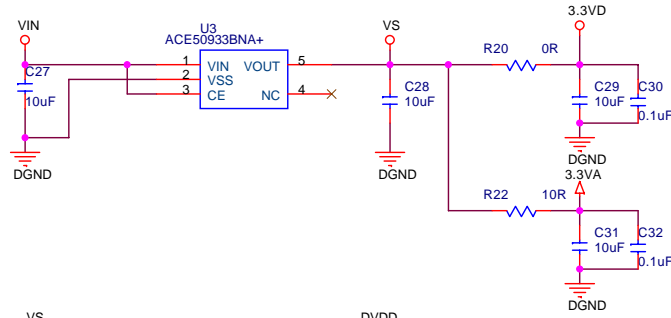 3.3VD
VIN
U3
ACE50933BNA+
VS
R20 0R
C27
10uF
1 VIN VOUT 5
2 VSS
3 CE NC 4
C28
10uF
C29
10uF
C30
0.1uF
DGND
DGND
DGND
3.3VA
R22 10R
C31
10uF
C32
0.1uF
DGND
VS
DVDD